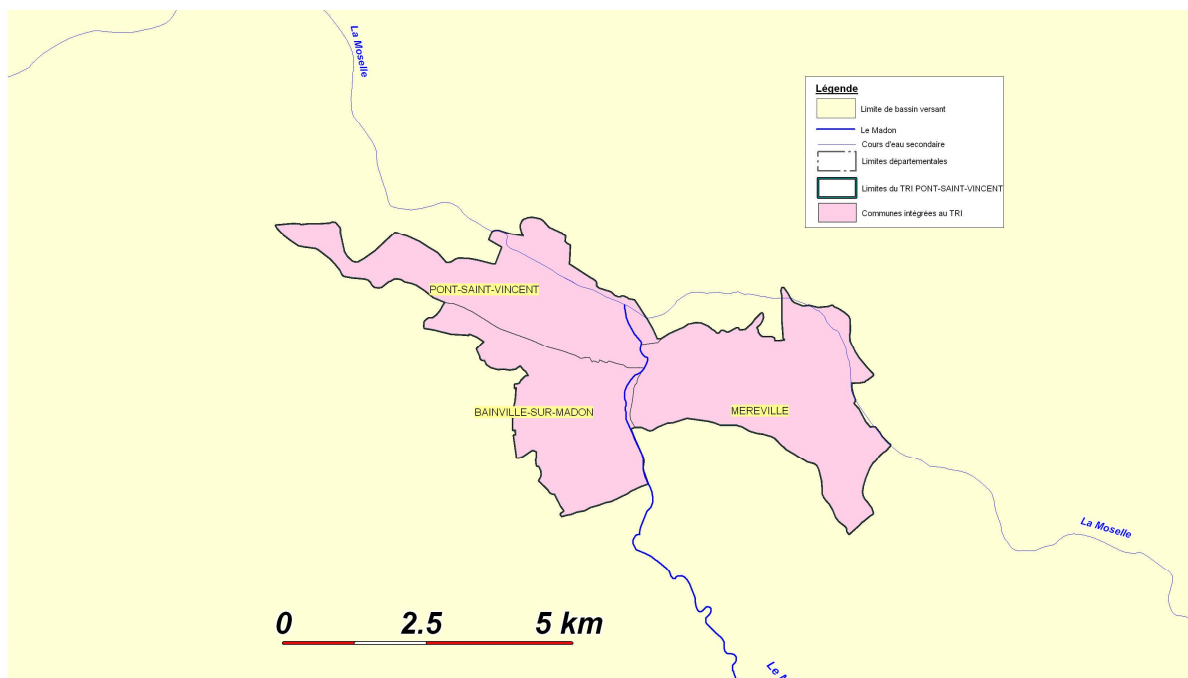 La Moselle
Légende
Limite de bassin versant
Le Madon
Cours d'eau secondaire
Limites départementales
Limites du TRI PONT-SAINT-VINCENT
Communes intégrées au TRI
PONT-SAINT-VINCENT
BAINVILLE-SUR-MADON
MEREVILLE
La Moselle
0 2.5 5 km
Le